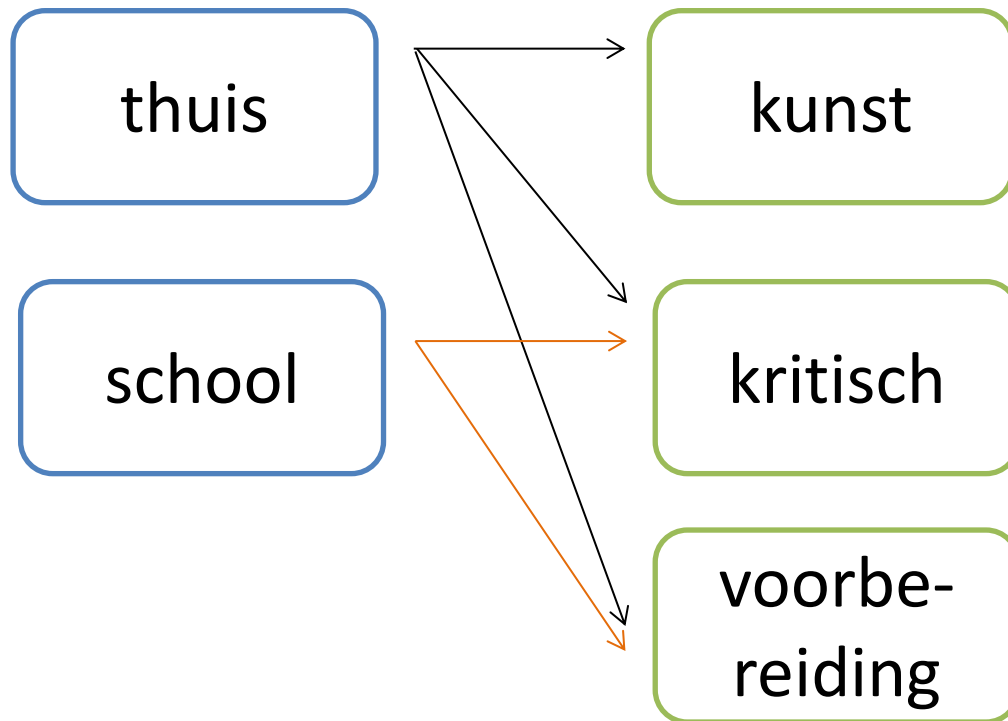 thuis
kunst
school
kritisch
voorbe-
reiding